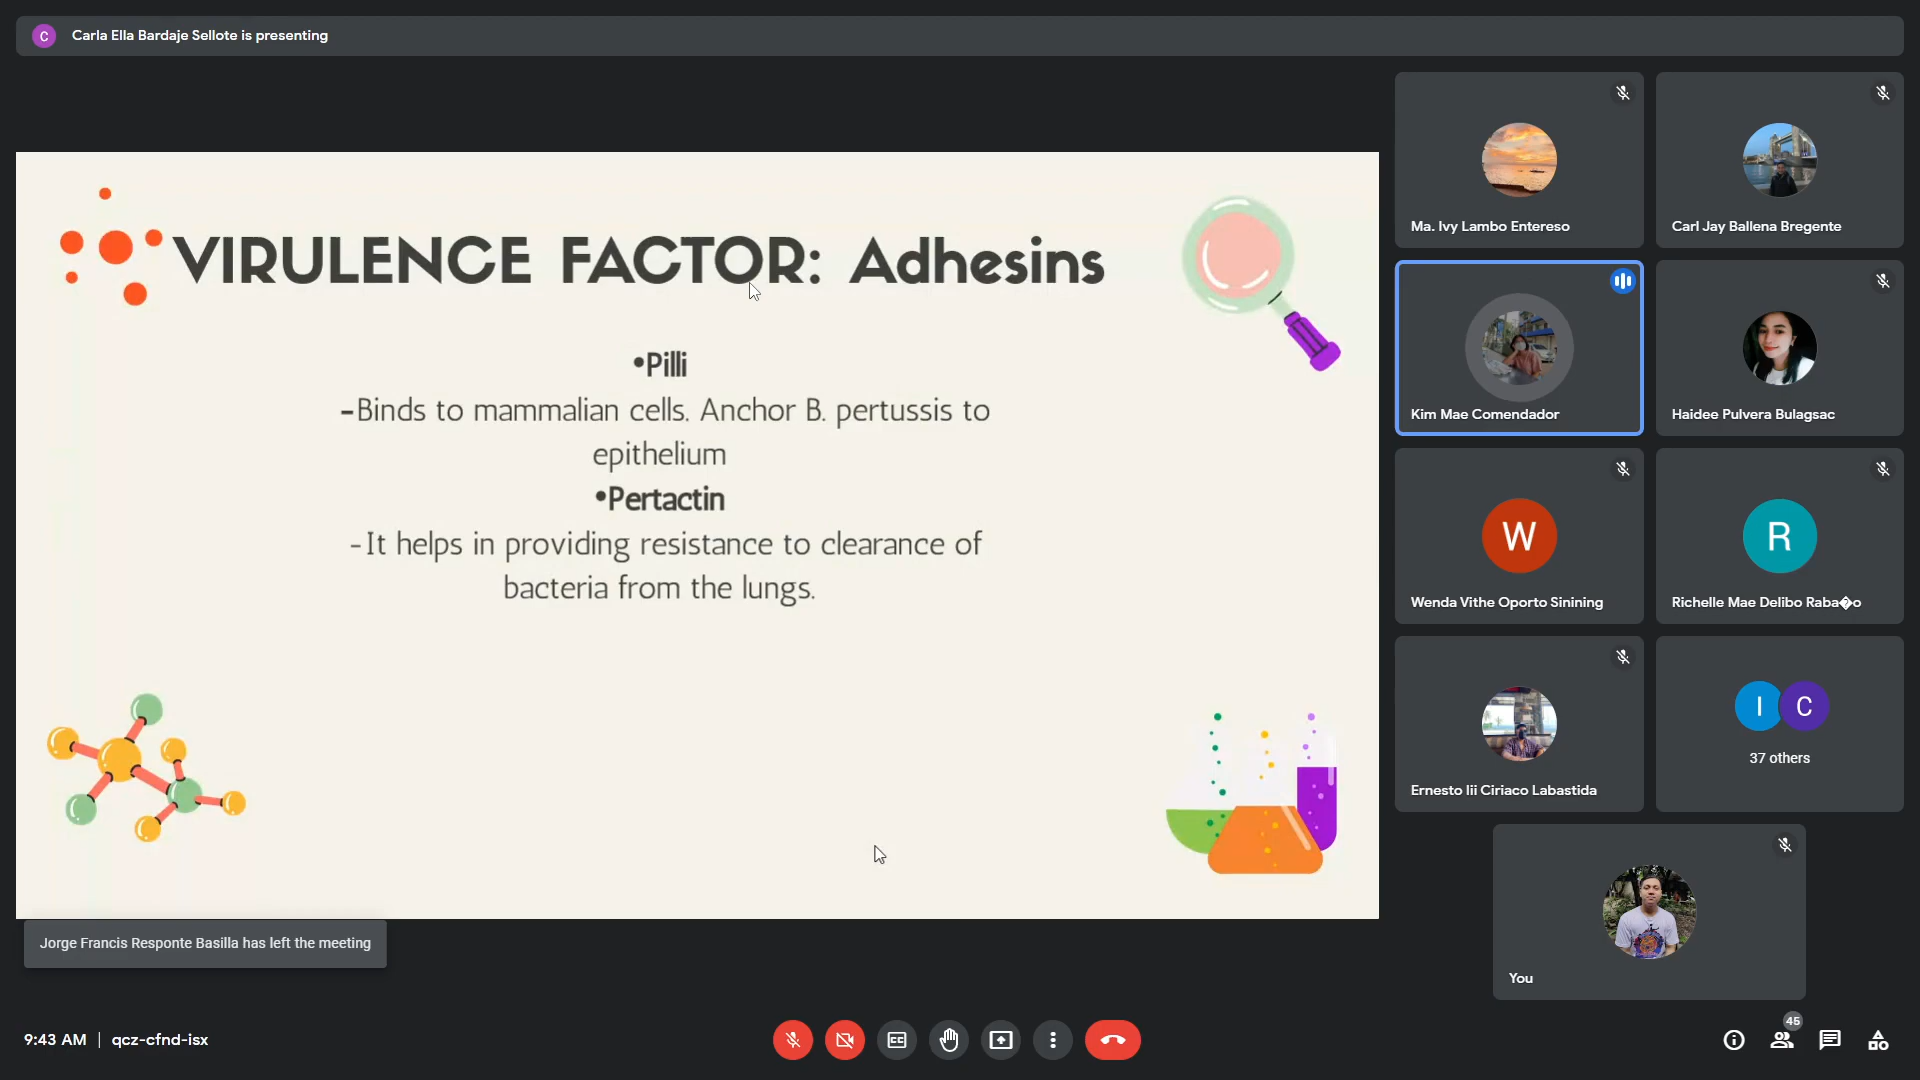 C
Carla Ella Bardaje Sellote is presenting
VIRULENCE FACTOR: Adhesins
•Pilli
-Binds to mammalian cells. Anchor B. pertussis to
epithelium
•Pertactin
-It helps in providing resistance to clearance of
bacteria from the lungs.
Jorge Francis Responte Basilla has left the meeting
Ma. Ivy Lambo Entereso
Carl Jay Ballena Bregente
Kim Mae Comendador
Haidee Pulvera Bulagsac
W
Wenda Vithe Oporto Sinining
R
Richelle Mae Delibo Raba�o
Ernesto Iii Ciriaco Labastida
I C
37 others
You
9:43 AM | qcz-cfnd-isx
CC
45